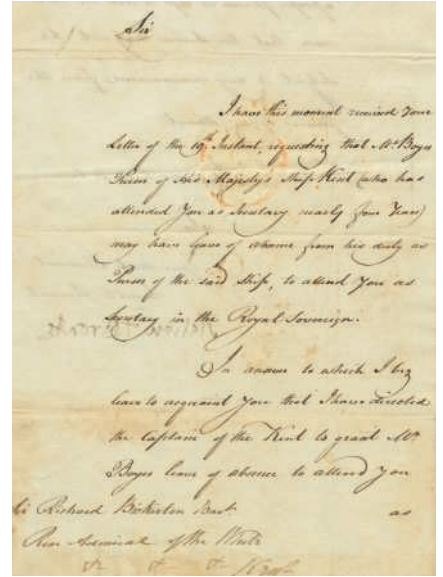 Sir
I have this moment received Your
Letter of the 19th Instant, requesting that Mr Boyes
Purser of His Majesty's Ship Kent (who has
attended You as Secretary nearly four Years)
may have leave of absence from his duty as
Purser of the said Ship, to attend You as
Secretary in the Royal Sovereign.
In answer to which I beg
leave to acquaint You that I have directed
the Captain of the Kent to grant Mr
Boyes leave of absence to attend You
Sir Richard Bickerton Bart as
Rear Admiral of the White
&c &c &c